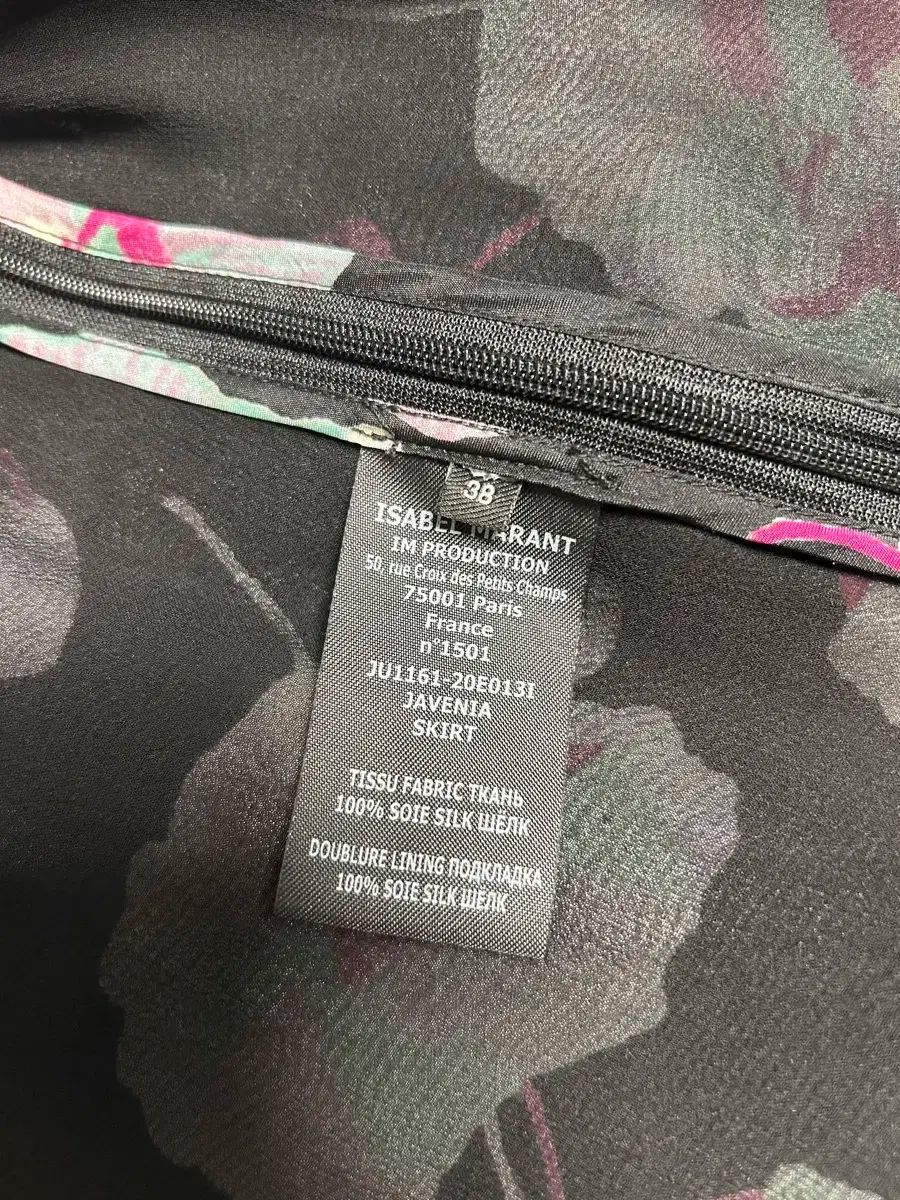 38
ISABEL MARANT
IM PRODUCTION
50, rue Croix des Petits Champs
75001 Paris
France
n°1501
JU1161-20E013I
JAVENIA
SKIRT
TISSU FABRIC ТКАНЬ
100% SOIE SILK ШЕЛК
DOUBLURE LINING ПОДКЛАДКА
100% SOIE SILK ШЕЛК